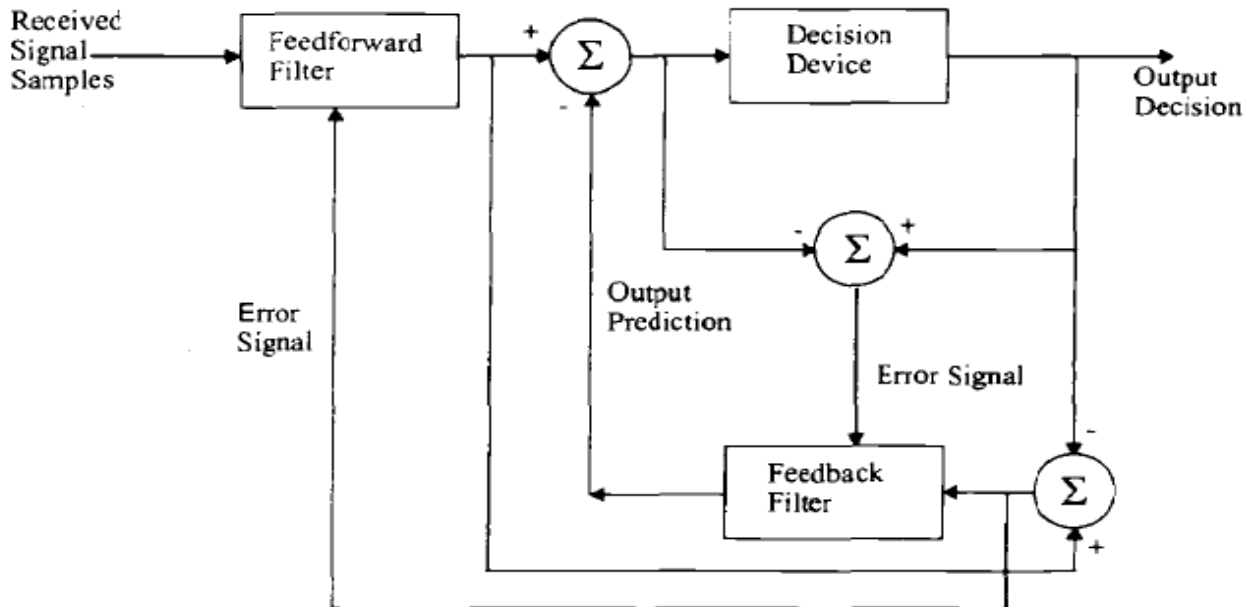 Received
Signal
Samples
Feedforward
Filter
+
Σ
-
Decision
Device
Output
Decision
-
Σ
+
Output
Prediction
Error
Signal
Error Signal
-
Feedback
Filter
Σ
+